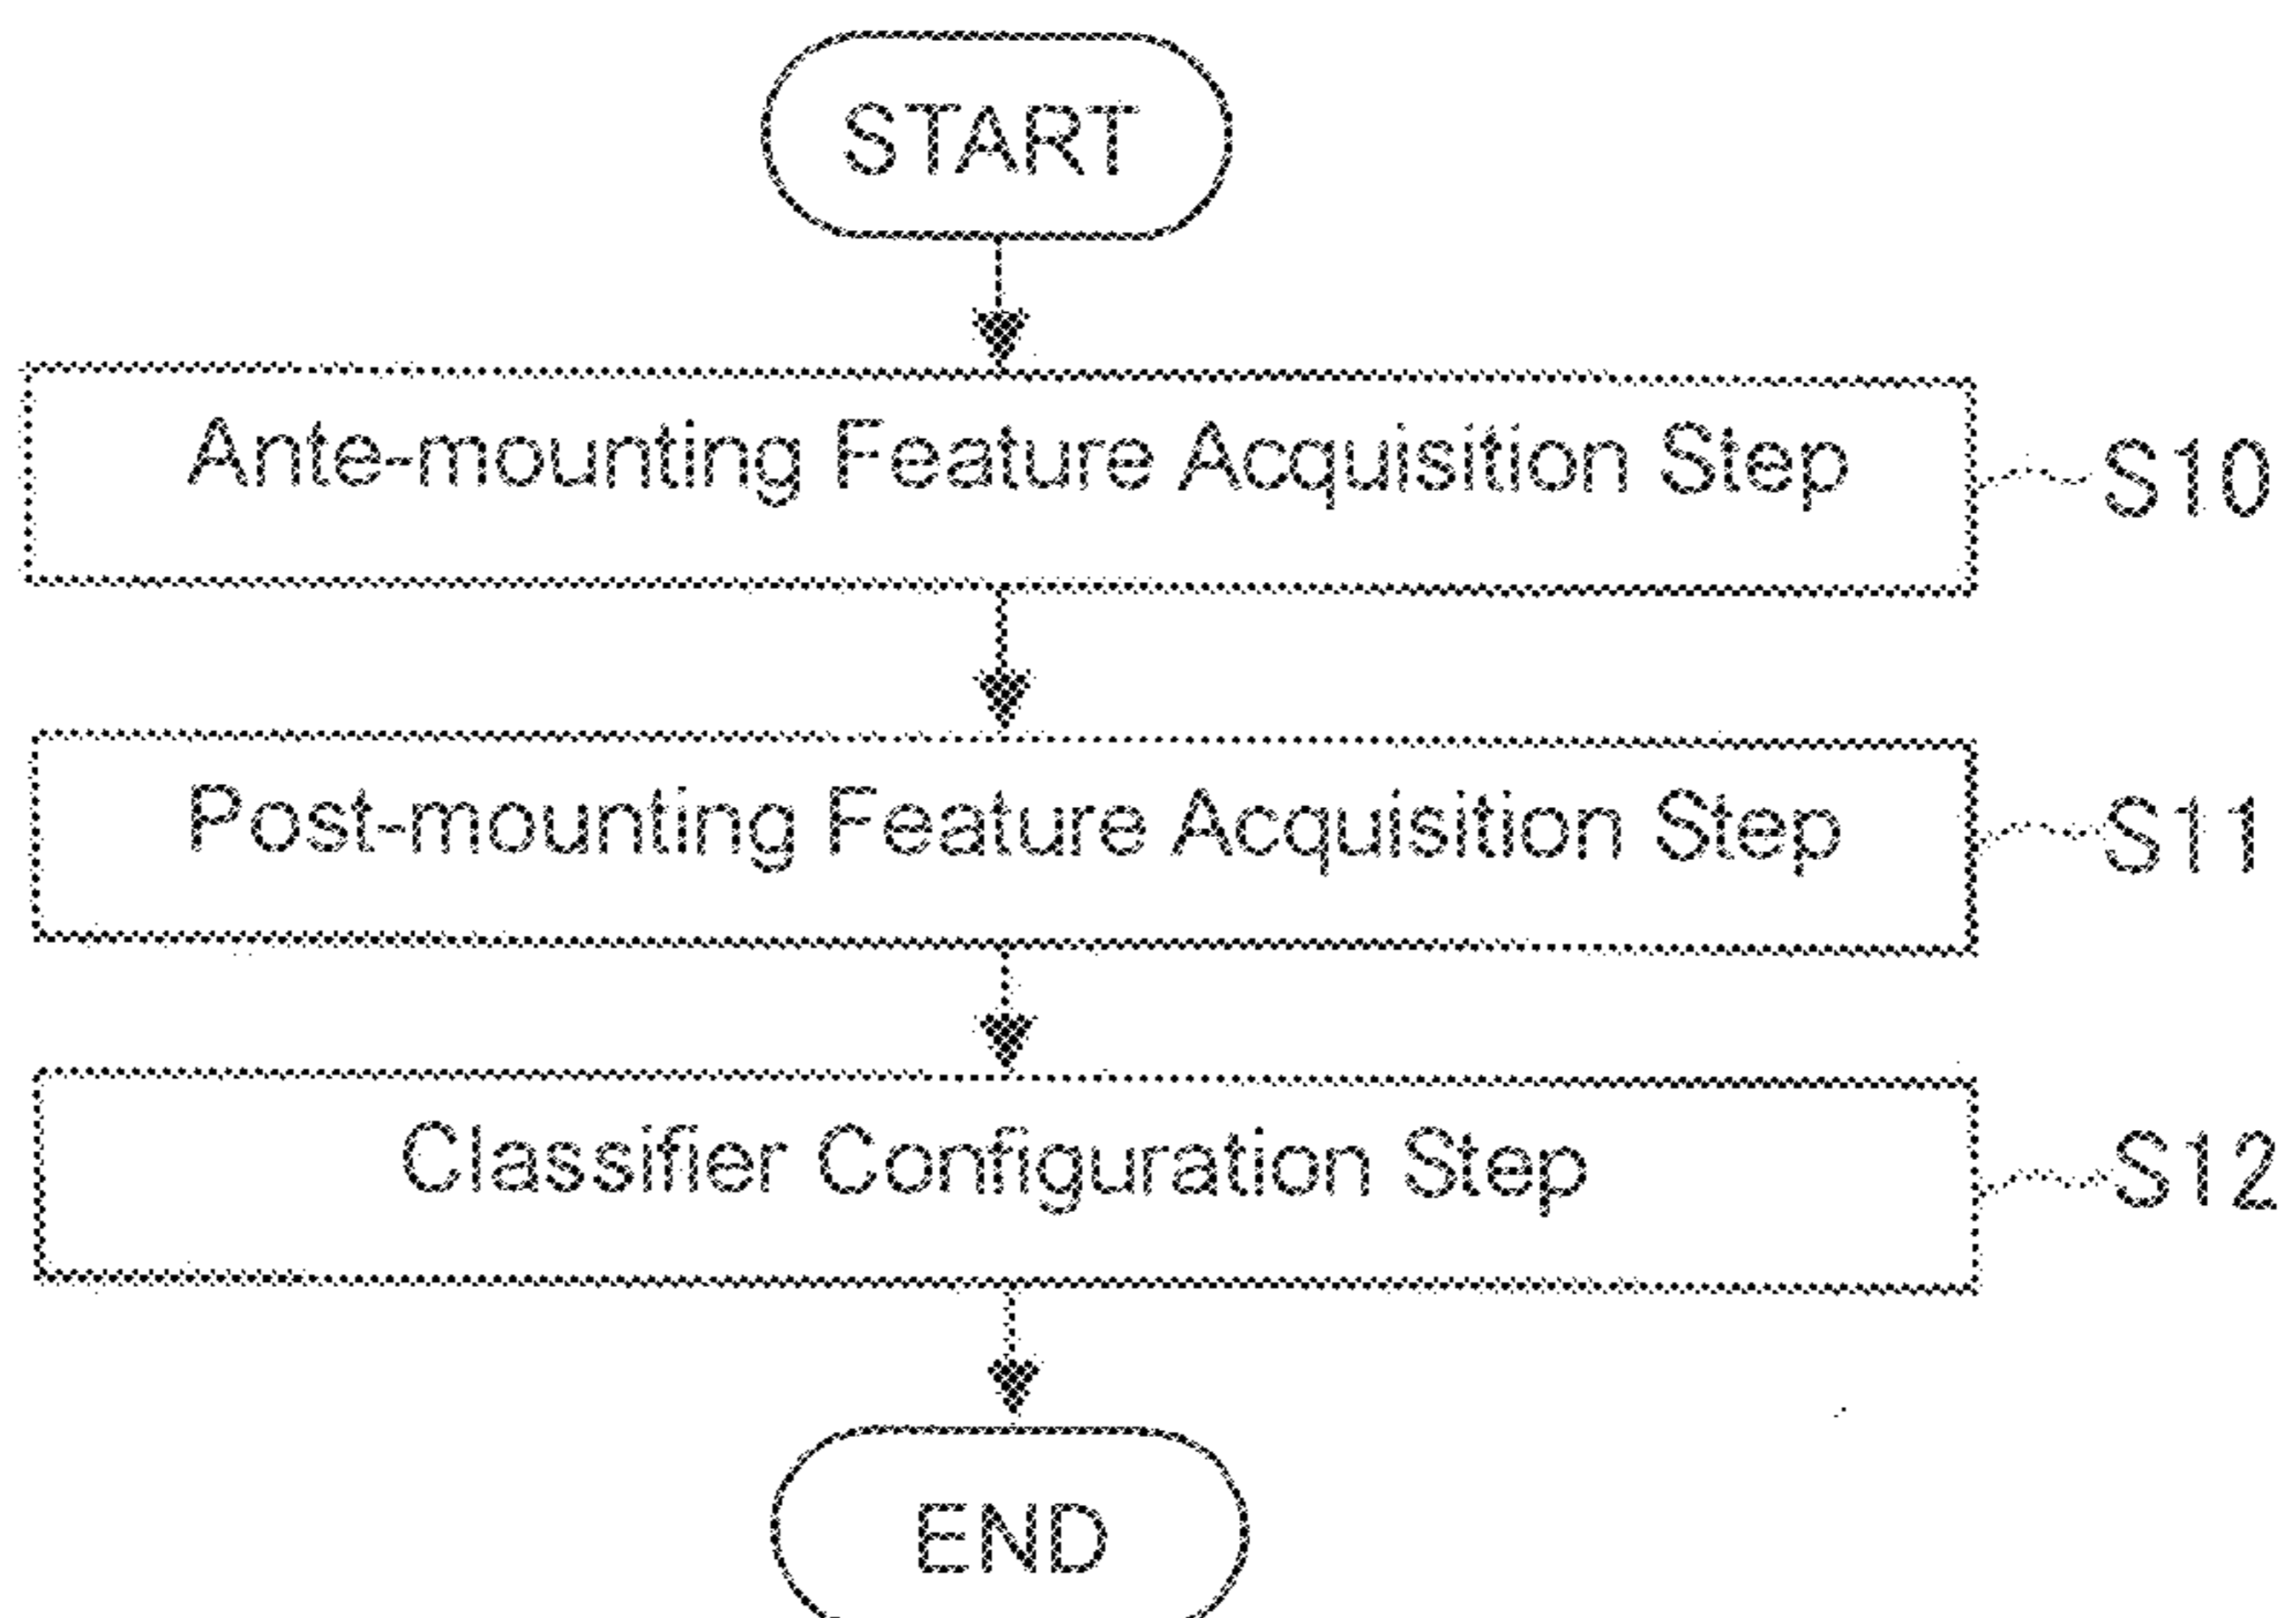 START
Ante-mounting Feature Acquisition Step
S10
Post-mounting Feature Acquisition Step
S11
Classifier Configuration Step
S12
END